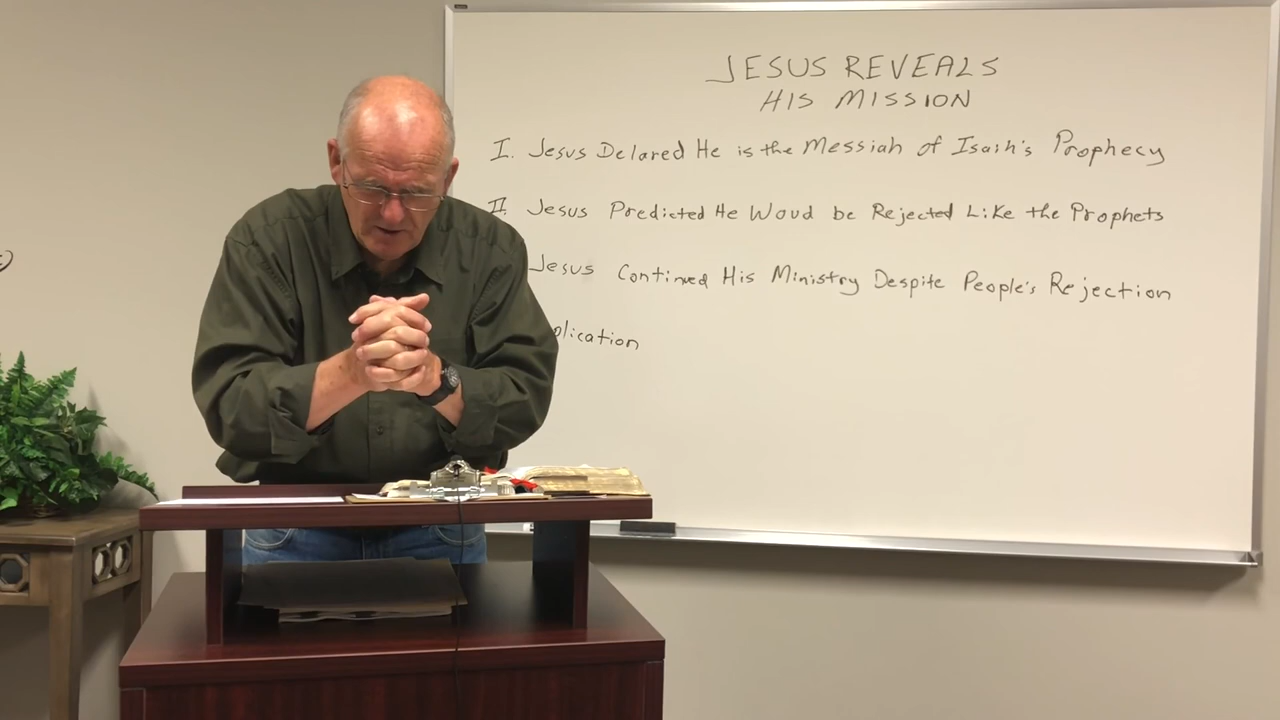 JESUS REVEALS
HIS MISSION
I. Jesus Delared He is the Messiah of Isaih's Prophecy
II. Jesus Predicted He Woud be Rejected Like the Prophets
Jesus Continued His Ministry Despite People's Rejection
plication